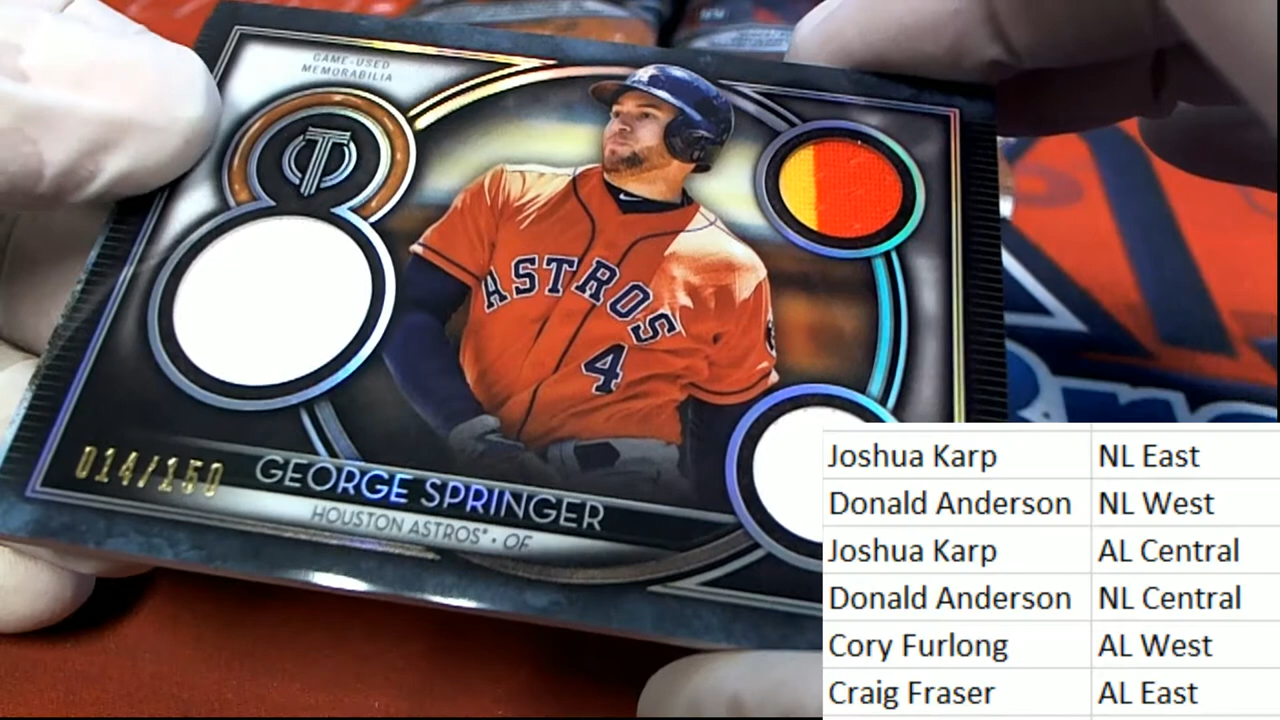 GAME-USED
MEMORABILIA
T
ASTROS
4
014/150
GEORGE SPRINGER
HOUSTON ASTROS® • OF
Joshua Karp NL East
Donald Anderson NL West
Joshua Karp AL Central
Donald Anderson NL Central
Cory Furlong AL West
Craig Fraser AL East